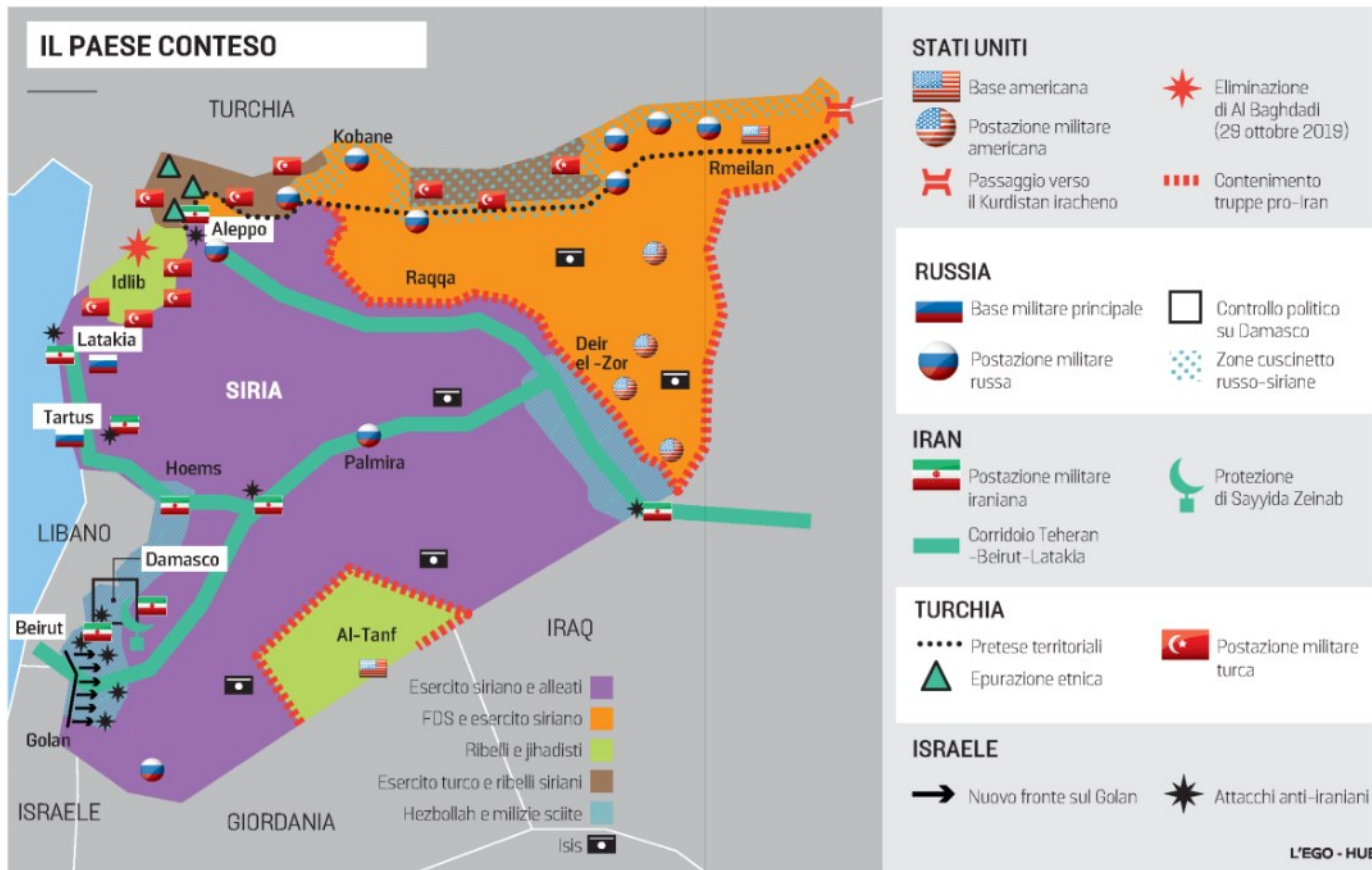 IL PAESE CONTESO
TURCHIA
Kobane
Rmeilan
Aleppo
Idlib
Raqqa
Latakia
Deir
el -Zor
SIRIA
Tartus
Hoems
Palmira
LIBANO
Damasco
Beirut
Al-Tanf
IRAQ
Golan
ISRAELE
GIORDANIA
Esercito siriano e alleati
FDS e esercito siriano
Ribelli e jihadisti
Esercito turco e ribelli siriani
Hezbollah e milizie sciite
Isis
STATI UNITI
Base americana
Postazione militare
americana
Passaggio verso
il Kurdistan iracheno
Eliminazione
di Al Baghdadi
(29 ottobre 2019)
Contenimento
truppe pro-Iran
RUSSIA
Base militare principale
Postazione militare
russa
Controllo politico
su Damasco
Zone cuscinetto
russo-siriane
IRAN
Postazione militare
iraniana
Corridoio Teheran
-Beirut-Latakia
Protezione
di Sayyida Zeinab
TURCHIA
Pretese territoriali
Epurazione etnica
Postazione militare
turca
ISRAELE
Nuovo fronte sul Golan
Attacchi anti-iraniani
L'EGO - HUB